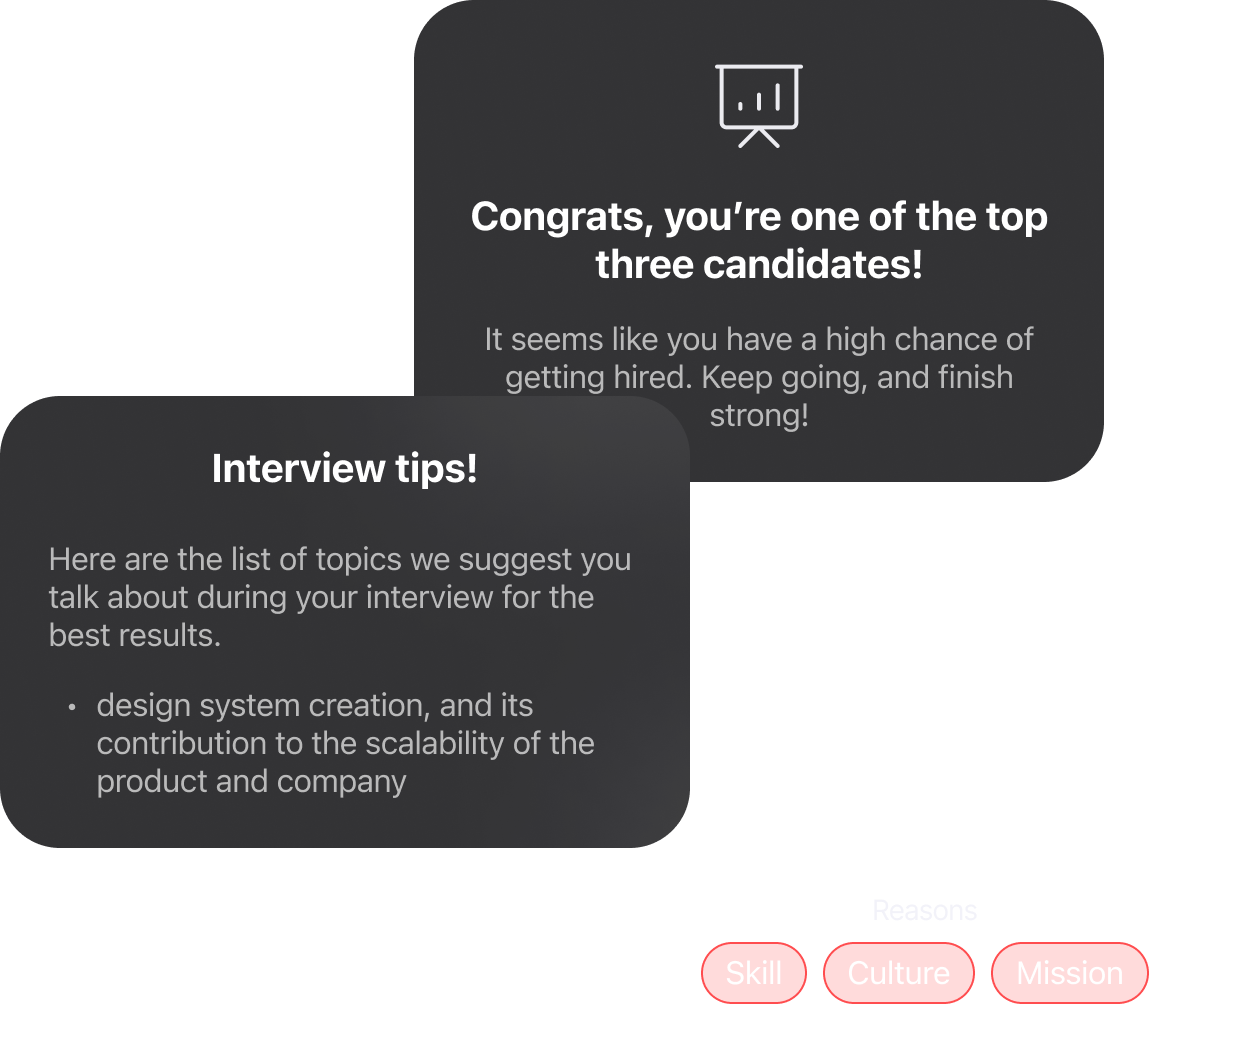 Congrats, you’re one of the top
three candidates!
It seems like you have a high chance of
getting hired. Keep going, and finish
strong!
Interview tips!
Here are the list of topics we suggest you
talk about during your interview for the
best results.
• design system creation, and its
contribution to the scalability of the
product and company
Reasons
Skill Culture Mission